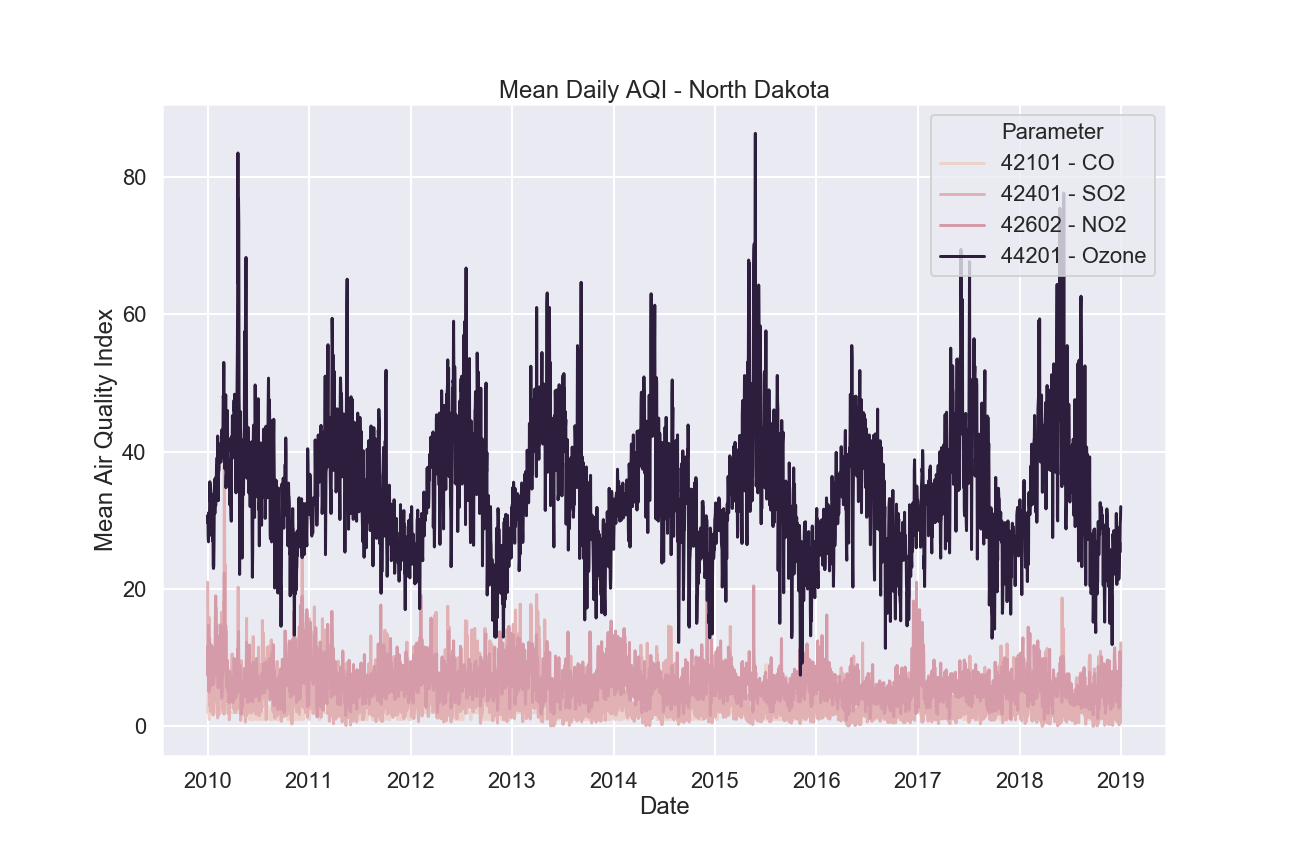 Mean Daily AQI - North Dakota
Parameter
42101 - CO
42401 - SO2
42602 - NO2
44201 - Ozone
Mean Air Quality Index
80
60
40
20
0
2010 2011 2012 2013 2014 2015 2016 2017 2018 2019
Date